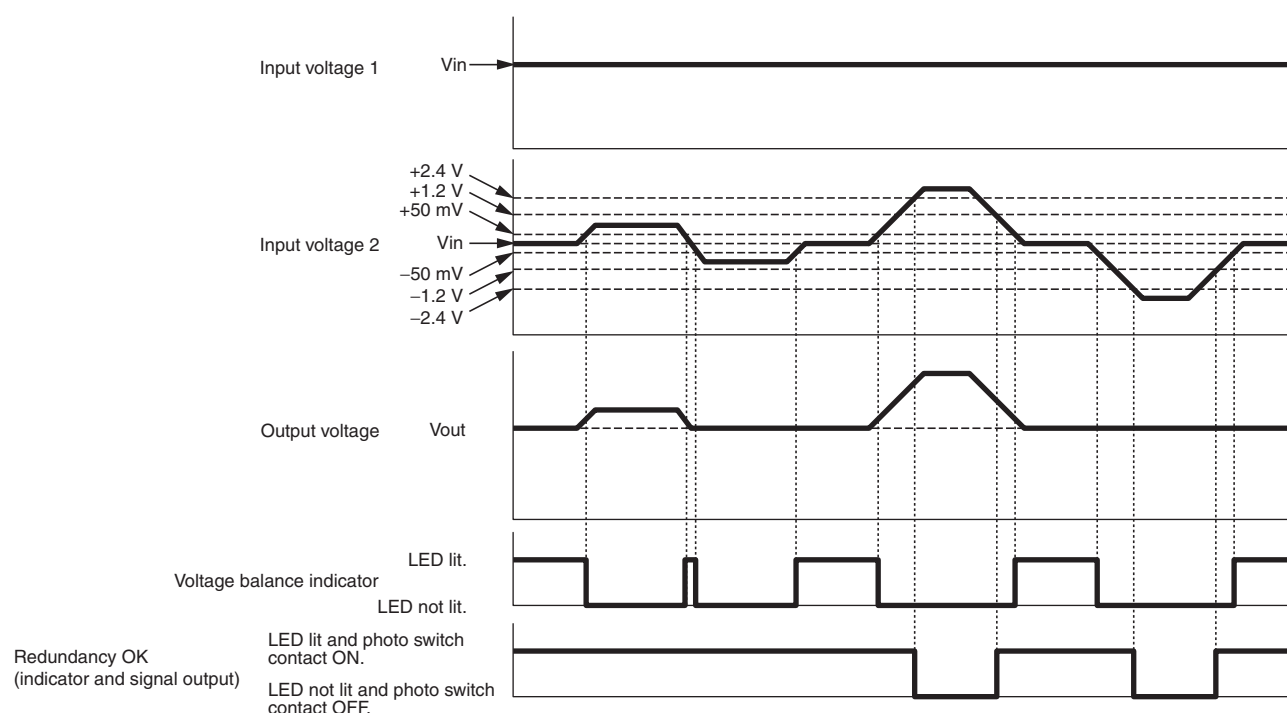 Input voltage 1 Vin
+2.4 V
+1.2 V
+50 mV
Input voltage 2 Vin
−50 mV
−1.2 V
−2.4 V
Output voltage Vout
LED lit.
Voltage balance indicator
LED not lit.
LED lit and photo switch
contact ON.
Redundancy OK
(indicator and signal output)
LED not lit and photo switch
contact OFF.